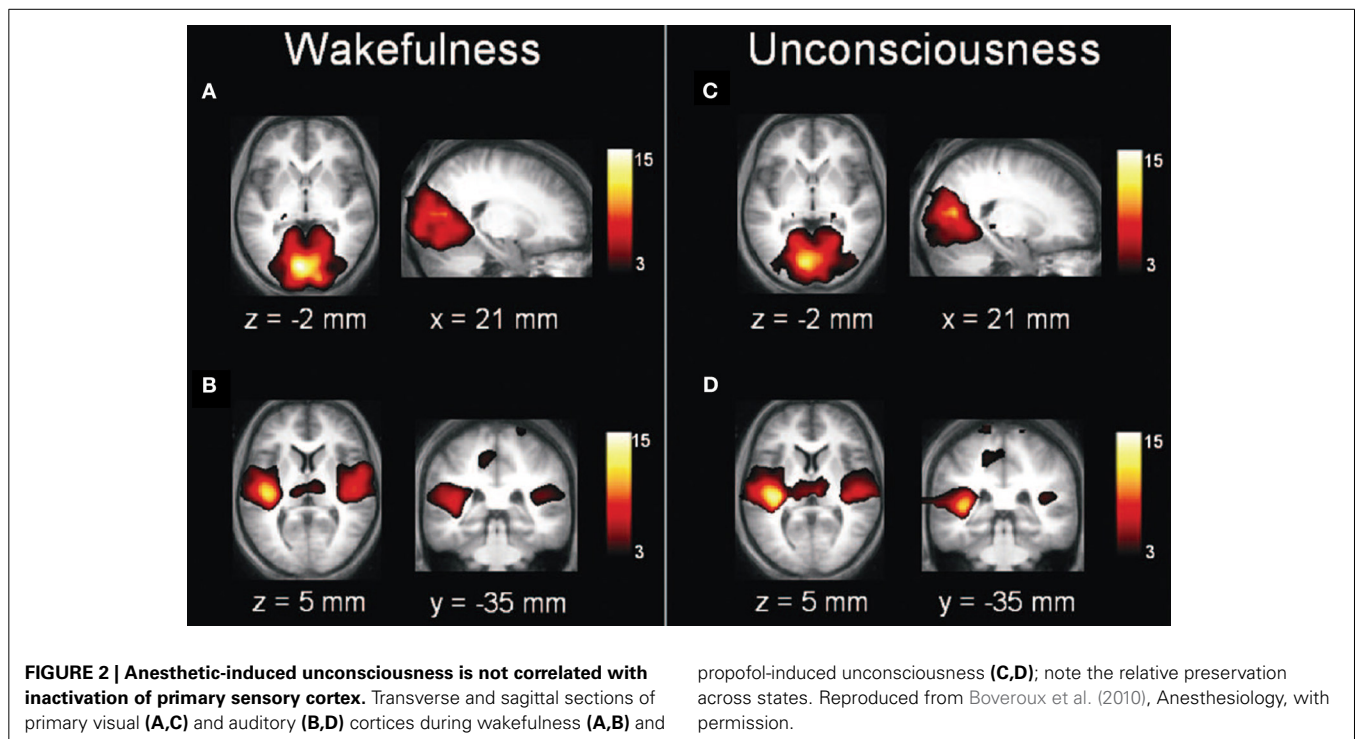 Wakefulness
Unconsciousness
A
C
15
3
15
3
z = -2 mm
x = 21 mm
z = -2 mm
x = 21 mm
B
D
15
3
15
3
z = 5 mm
y = -35 mm
z = 5 mm
y = -35 mm
FIGURE 2 | Anesthetic-induced unconsciousness is not correlated with
inactivation of primary sensory cortex. Transverse and sagittal sections of
primary visual (A,C) and auditory (B,D) cortices during wakefulness (A,B) and
propofol-induced unconsciousness (C,D); note the relative preservation
across states. Reproduced from Boveroux et al. (2010), Anesthesiology, with
permission.